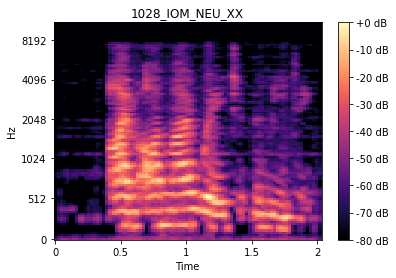 1028_IOM_NEU_XX
+0 dB
8192
-10 dB
4096
-20 dB
-30 dB
2048
Hz
-40 dB
1024
-50 dB
512
-60 dB
-70 dB
0
-80 dB
0 0.5 1 1.5 2
Time